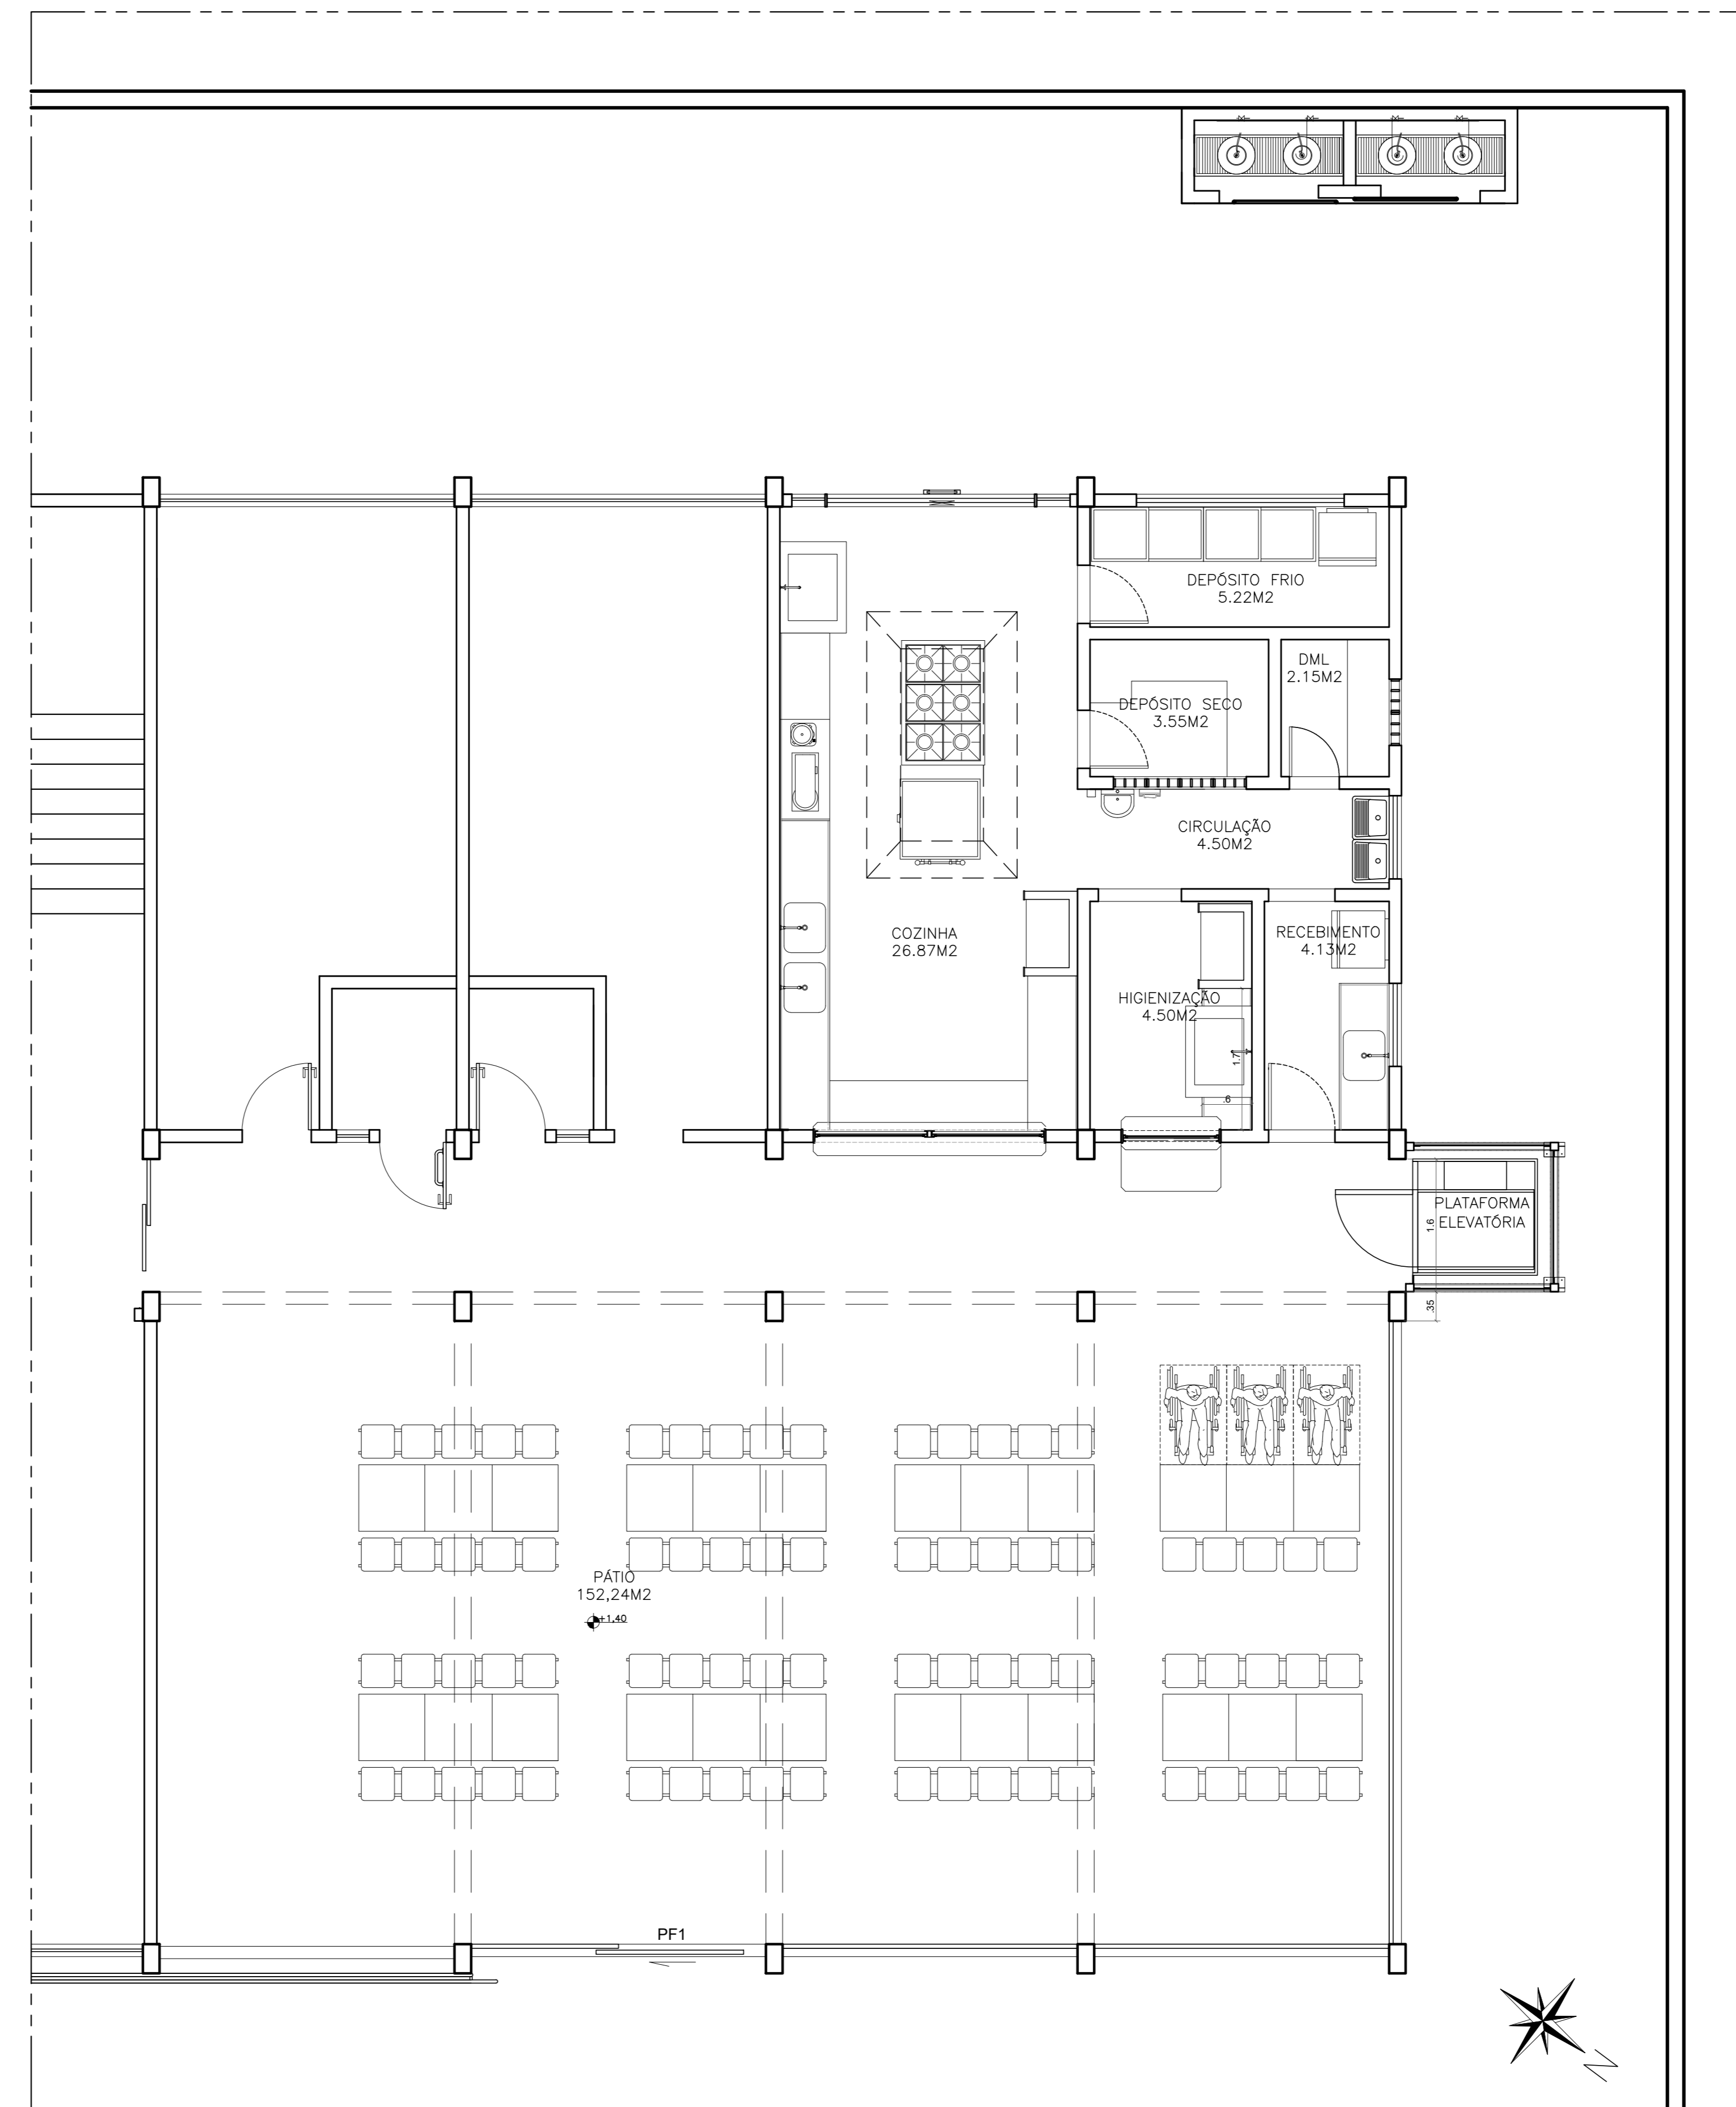 DEPÓSITO FRIO
5.22M2
DML
2.15M2
DEPÓSITO SECO
3.55M2
CIRCULAÇÃO
4.50M2
COZINHA
26.87M2
RECEBIMENTO
4.13M2
HIGIENIZAÇÃO
4.50M2
1.7
.6
PLATAFORMA
ELEVATÓRIA
1.6
.35
PÁTIO
152,24M2
+1,40
PF1
N